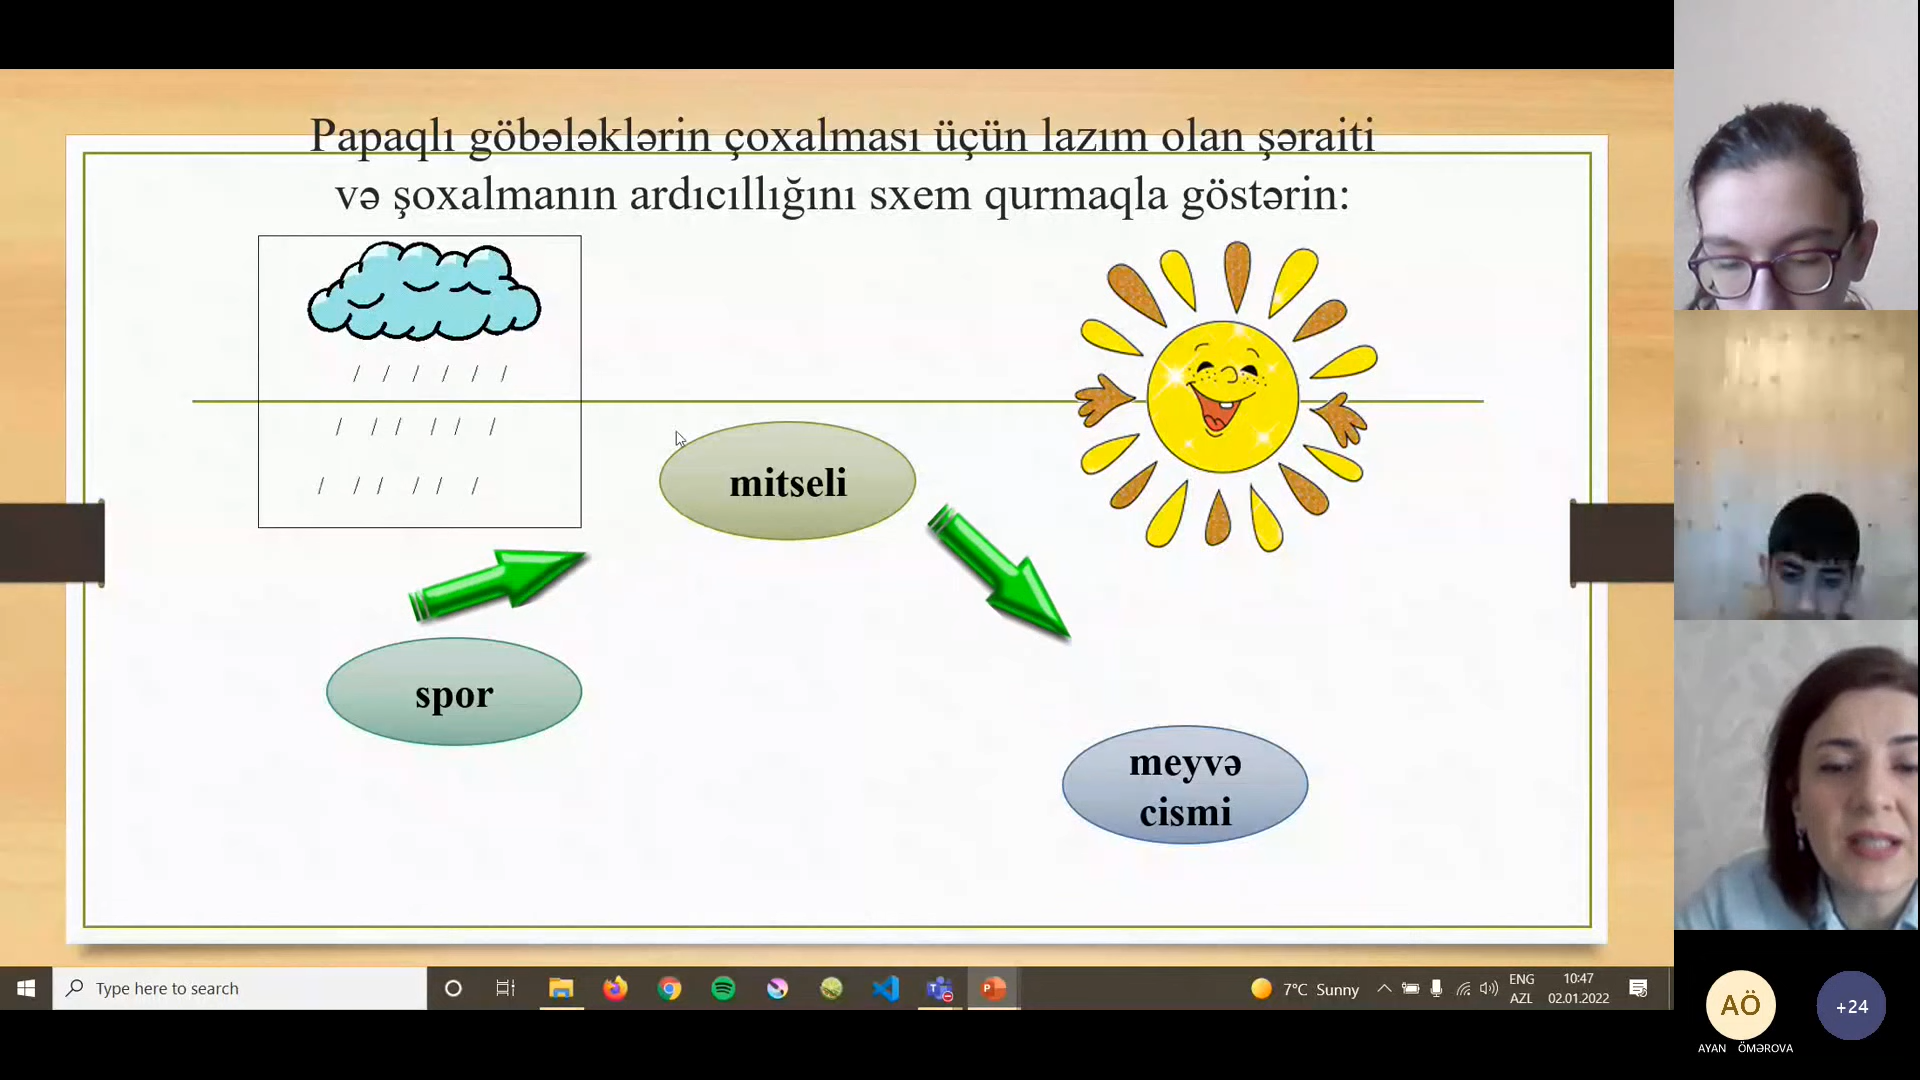 Papaqlı göbələklərin çoxalması üçün lazım olan şəraiti
və şoxalmanın ardıcıllığını sxem qurmaqla göstərin:
mitseli
spor
meyvə
cismi
Type here to search
7°C Sunny
ENG
AZL
10:47
02.01.2022
AÖ
+24
AYAN ÖMƏROVA